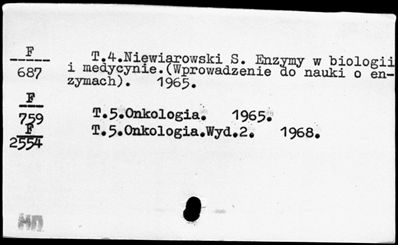 F T.4.Niewiarowski S. Enzymy w biologii
687 i medycynie.(Wprowadzenie do nauki o en-
zymach). 1965.
F
759 T.5.Onkologia. 1965.
F T.5.Onkologia.Wyd.2. 1968.
2554